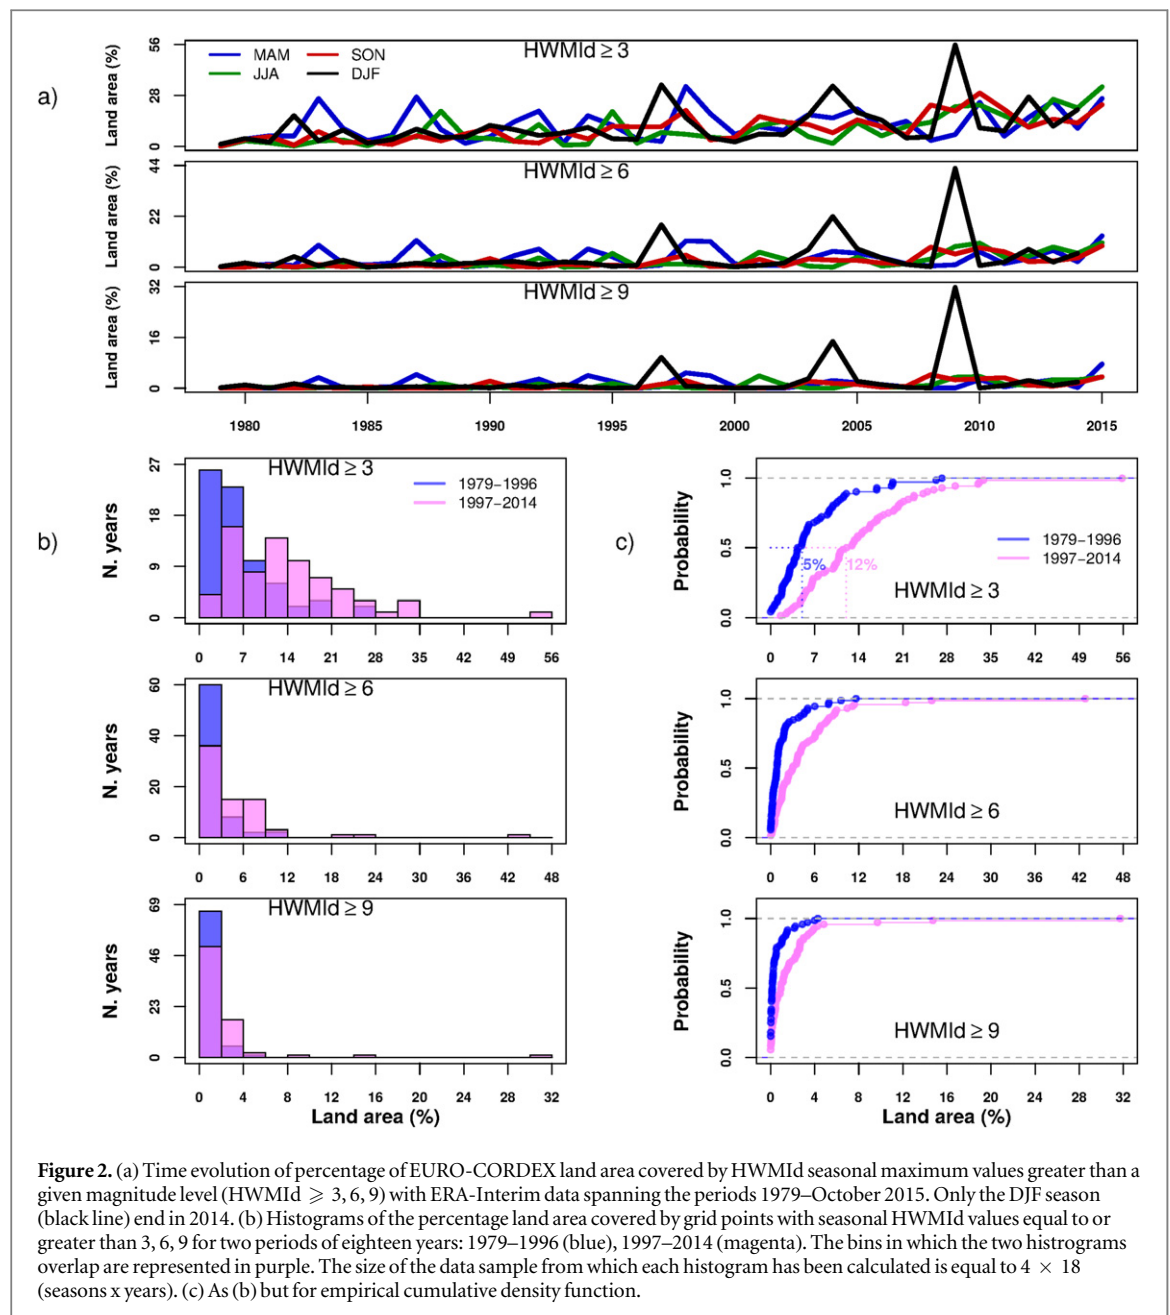 a)
HWMId ≥ 3
MAM
SON
JJA
DJF
Land area (%)
56
28
0
HWMId ≥ 6
Land area (%)
44
22
0
HWMId ≥ 9
Land area (%)
32
16
0
1980 1985 1990 1995 2000 2005 2010 2015
b)
HWMId ≥ 3
1979−1996
1997−2014
N. years
27
18
9
0
0 7 14 21 28 35 42 49 56
HWMId ≥ 6
N. years
60
40
20
0
0 6 12 18 24 30 36 42 48
HWMId ≥ 9
N. years
69
46
23
0
0 4 8 12 16 20 24 28 32
Land area (%)
c)
Probability
1.0
0.5
0.0
1979−1996
1997−2014
5% 12%
HWMId ≥ 3
0 7 14 21 28 35 42 49 56
Probability
1.0
0.5
0.0
HWMId ≥ 6
0 6 12 18 24 30 36 42 48
Probability
1.0
0.5
0.0
HWMId ≥ 9
0 4 8 12 16 20 24 28 32
Land area (%)
Figure 2. (a) Time evolution of percentage of EURO-CORDEX land area covered by HWMId seasonal maximum values greater than a
given magnitude level (HWMId ⩾ 3, 6, 9) with ERA-Interim data spanning the periods 1979–October 2015. Only the DJF season
(black line) end in 2014. (b) Histograms of the percentage land area covered by grid points with seasonal HWMId values equal to or
greater than 3, 6, 9 for two periods of eighteen years: 1979–1996 (blue), 1997–2014 (magenta). The bins in which the two histrograms
overlap are represented in purple. The size of the data sample from which each histogram has been calculated is equal to 4 × 18
(seasons x years). (c) As (b) but for empirical cumulative density function.